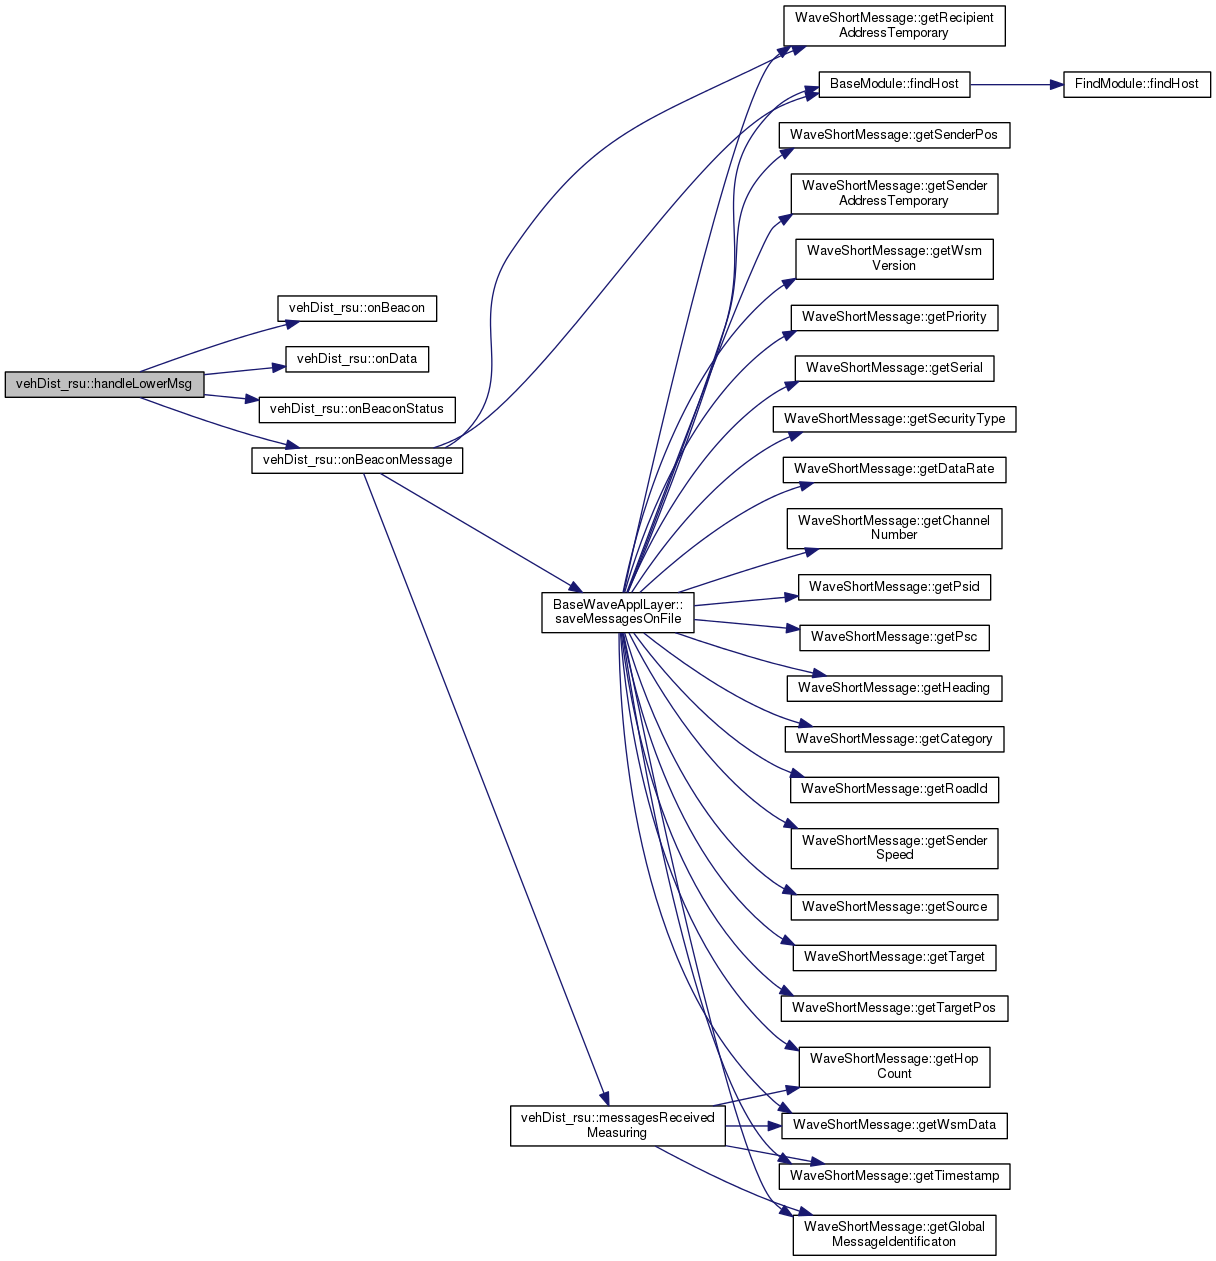 WaveShortMessage::getRecipient
AddressTemporary
BaseModule::findHost
FindModule::findHost
WaveShortMessage::getSenderPos
WaveShortMessage::getSender
AddressTemporary
WaveShortMessage::getWsm
Version
vehDist_rsu::onBeacon
WaveShortMessage::getPriority
vehDist_rsu::onData
WaveShortMessage::getSerial
vehDist_rsu::handleLowerMsg
vehDist_rsu::onBeaconStatus
WaveShortMessage::getSecurityType
vehDist_rsu::onBeaconMessage
WaveShortMessage::getDataRate
WaveShortMessage::getChannel
Number
WaveShortMessage::getPsid
BaseWaveApplLayer::
saveMessagesOnFile
WaveShortMessage::getPsc
WaveShortMessage::getHeading
WaveShortMessage::getCategory
WaveShortMessage::getRoadId
WaveShortMessage::getSender
Speed
WaveShortMessage::getSource
WaveShortMessage::getTarget
WaveShortMessage::getTargetPos
WaveShortMessage::getHop
Count
vehDist_rsu::messagesReceived
Measuring
WaveShortMessage::getWsmData
WaveShortMessage::getTimestamp
WaveShortMessage::getGlobal
MessageIdentificaton